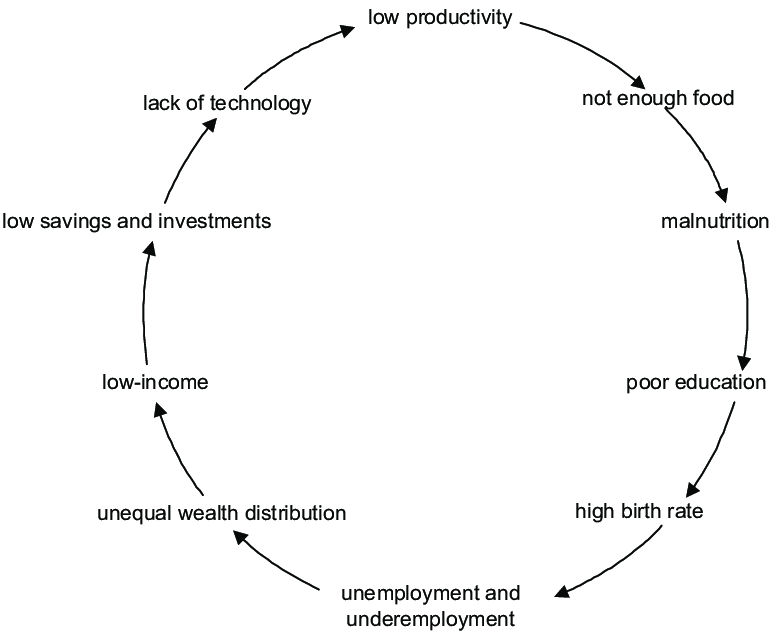 low productivity
not enough food
malnutrition
poor education
high birth rate
unemployment and
underemployment
unequal wealth distribution
low-income
low savings and investments
lack of technology